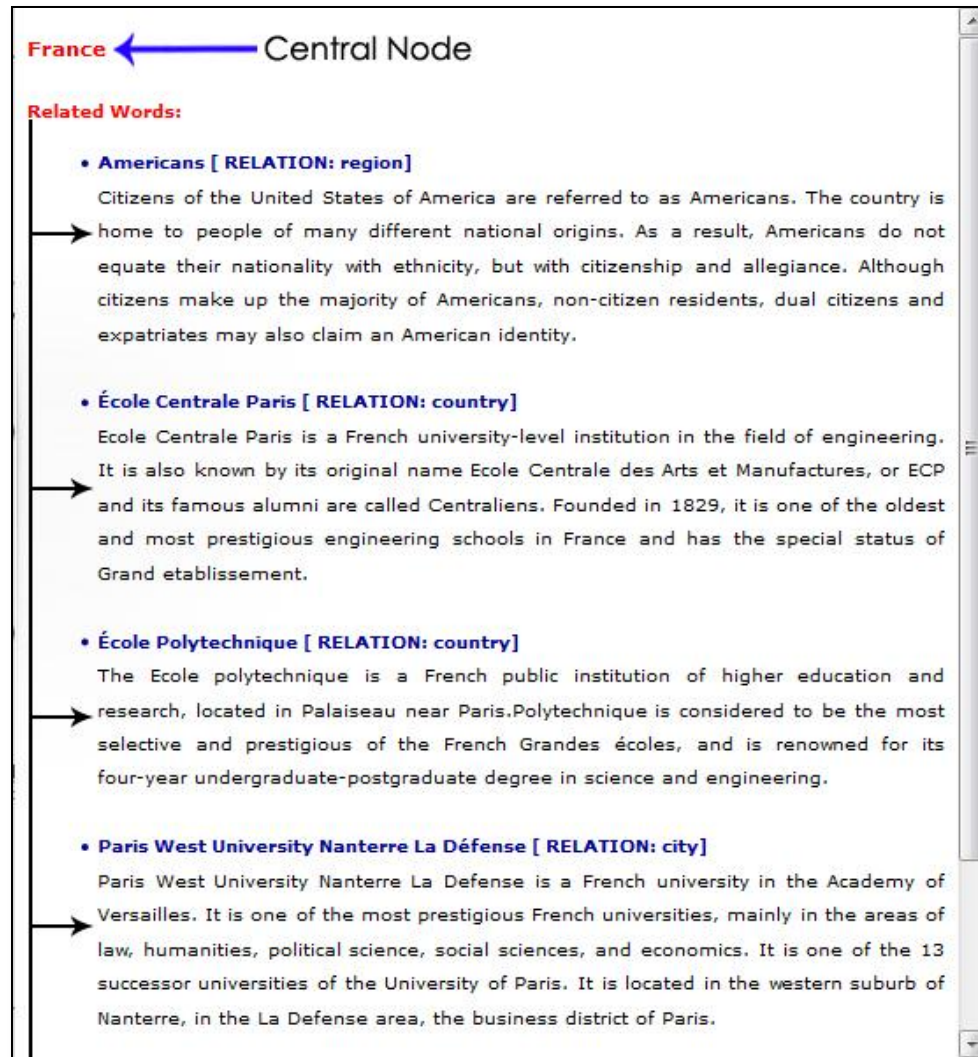 France Central Node
Related Words:
• Americans [ RELATION: region]
Citizens of the United States of America are referred to as Americans. The country is
home to people of many different national origins. As a result, Americans do not
equate their nationality with ethnicity, but with citizenship and allegiance. Although
citizens make up the majority of Americans, non-citizen residents, dual citizens and
expatriates may also claim an American identity.
• École Centrale Paris [ RELATION: country]
Ecole Centrale Paris is a French university-level institution in the field of engineering.
It is also known by its original name Ecole Centrale des Arts et Manufactures, or ECP
and its famous alumni are called Centraliens. Founded in 1829, it is one of the oldest
and most prestigious engineering schools in France and has the special status of
Grand etablissement.
• École Polytechnique [ RELATION: country]
The Ecole polytechnique is a French public institution of higher education and
research, located in Palaiseau near Paris.Polytechnique is considered to be the most
selective and prestigious of the French Grandes écoles, and is renowned for its
four-year undergraduate-postgraduate degree in science and engineering.
• Paris West University Nanterre La Défense [ RELATION: city]
Paris West University Nanterre La Defense is a French university in the Academy of
Versailles. It is one of the most prestigious French universities, mainly in the areas of
law, humanities, political science, social sciences, and economics. It is one of the 13
successor universities of the University of Paris. It is located in the western suburb of
Nanterre, in the La Defense area, the business district of Paris.